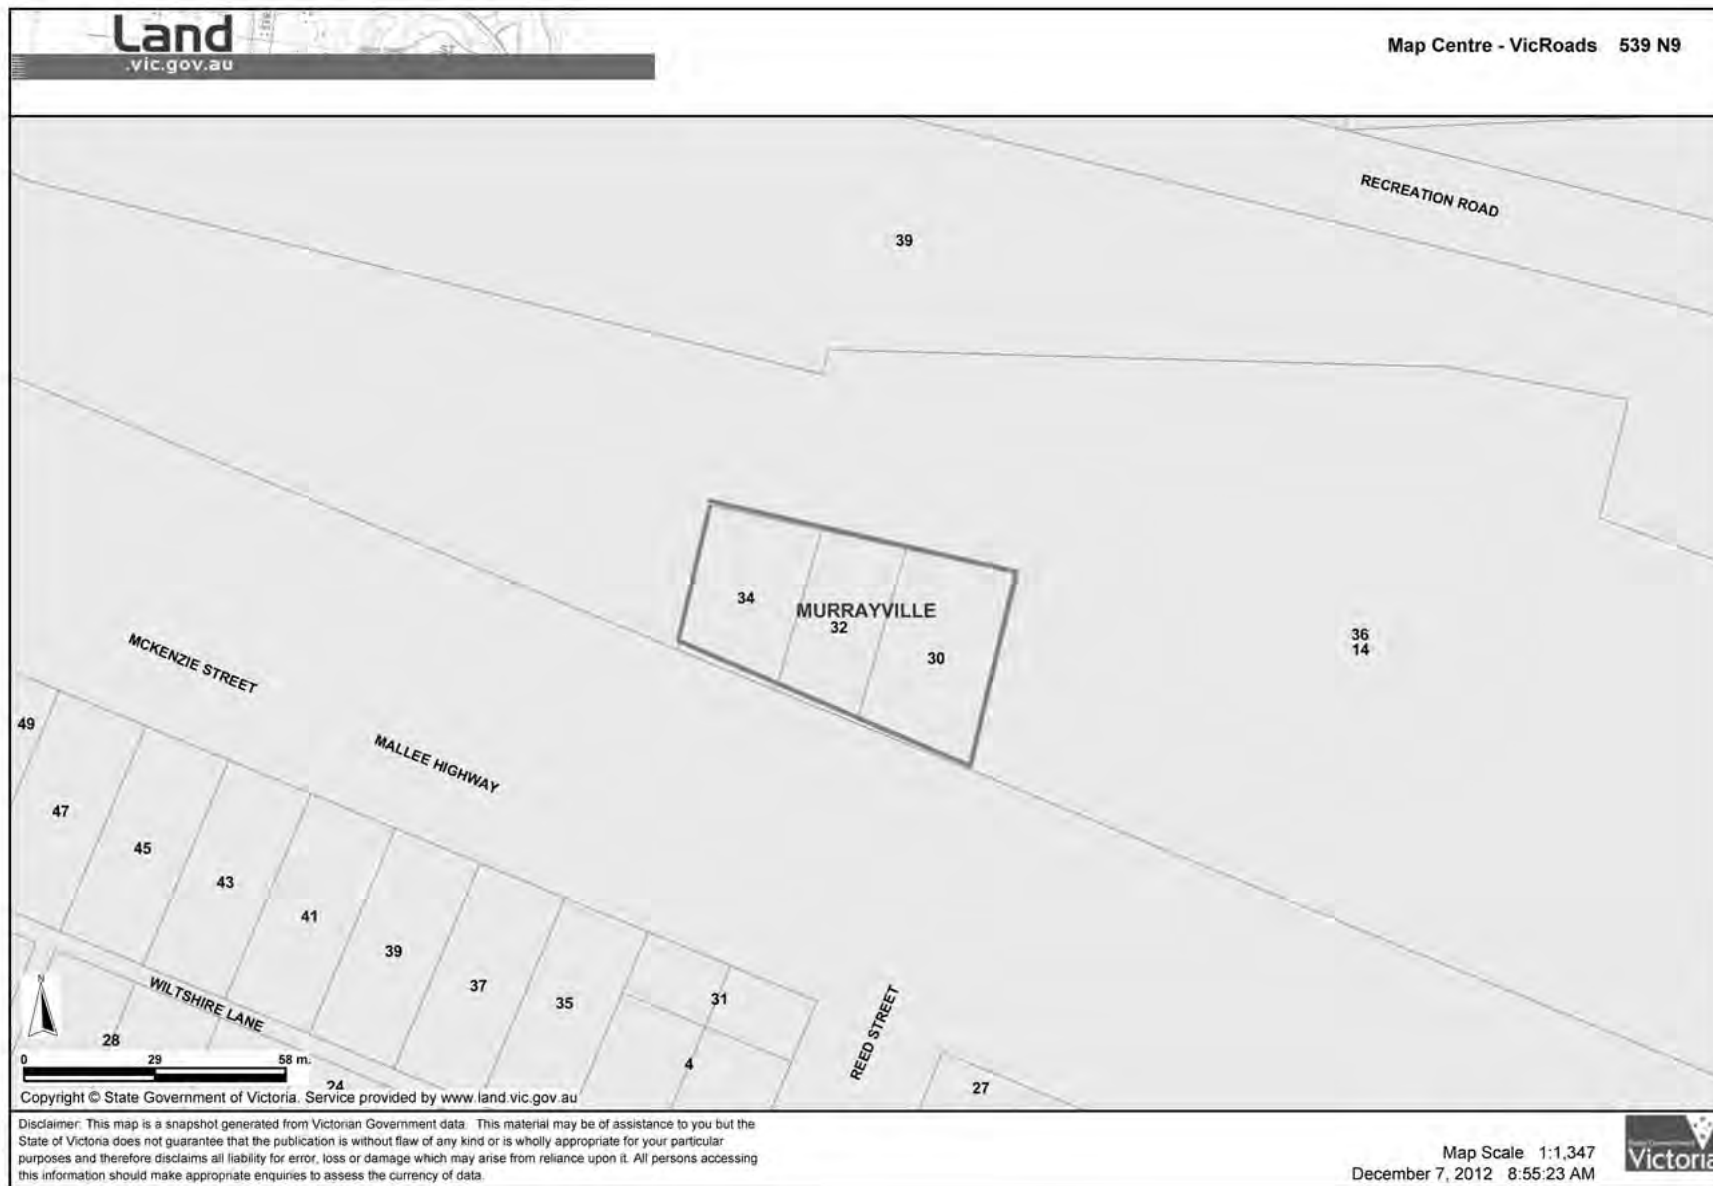 Land
.vic.gov.au
Map Centre - VicRoads 539 N9
RECREATION ROAD
39
34
MURRAYVILLE
32
30
36
14
MCKENZIE STREET
MALLEE HIGHWAY
49
47
45
43
41
39
37
35
31
4
REED STREET
27
WILTSHIRE LANE
28
24
N
0 29 58 m.
Copyright © State Government of Victoria. Service provided by www.land.vic.gov.au
Disclaimer: This map is a snapshot generated from Victorian Government data. This material may be of assistance to you but the
State of Victoria does not guarantee that the publication is without flaw of any kind or is wholly appropriate for your particular
purposes and therefore disclaims all liability for error, loss or damage which may arise from reliance upon it. All persons accessing
this information should make appropriate enquiries to assess the currency of data.
Map Scale 1:1,347
December 7, 2012 8:55:23 AM
State Government
Victoria